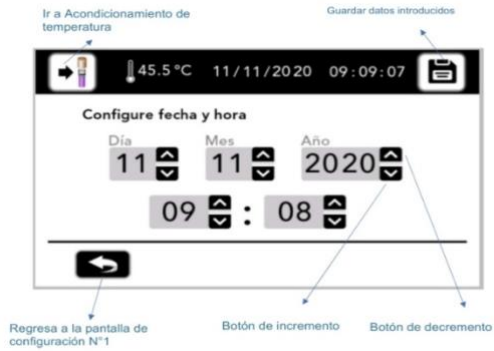 Ir a Acondicionamiento de
temperatura
Guardar datos introducidos
45.5 °C 11/11/2020 09:09:07
Configure fecha y hora
Día Mes Año
11 11 2020
09 : 08
Regresa a la pantalla de
configuración N°1
Botón de incremento
Botón de decremento